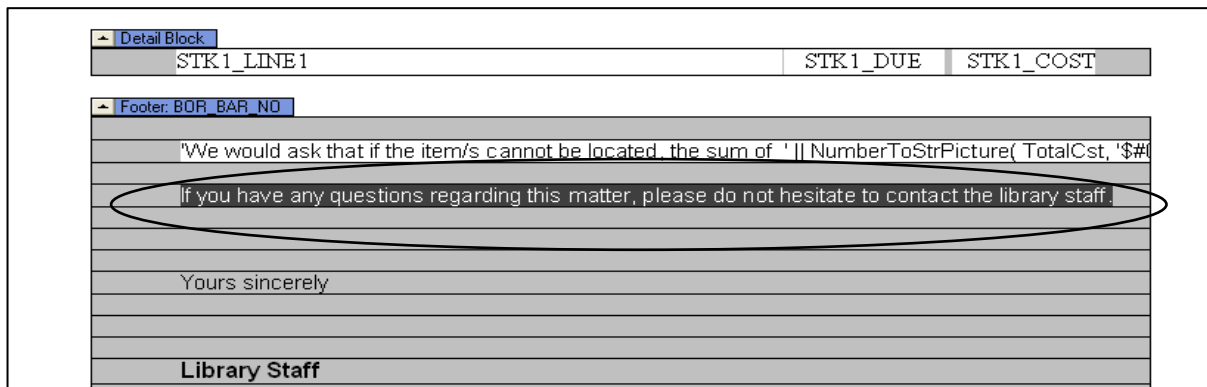 Detail Block
STK1_LINE1 STK1_DUE STK1_COST
Footer: BOR_BAR_NO
'We would ask that if the item/s cannot be located, the sum of ' || NumberToStrPicture( TotalCst, '$#0
If you have any questions regarding this matter, please do not hesitate to contact the library staff.
Yours sincerely
Library Staff